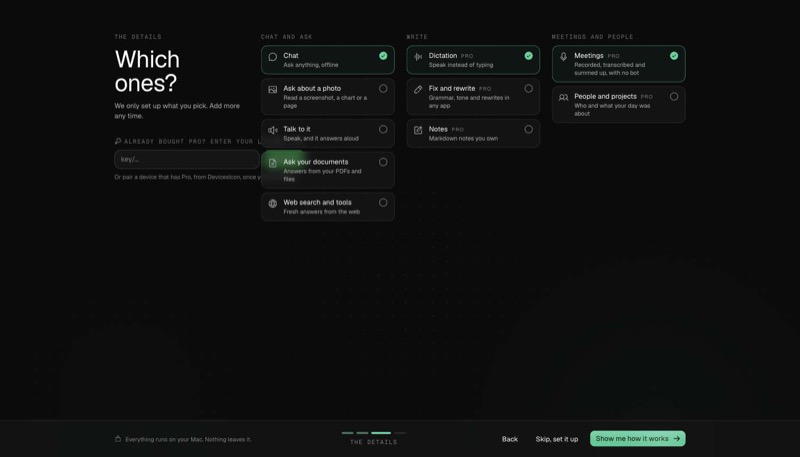 THE DETAILS
Which
ones?
We only set up what you pick. Add more
any time.
ALREADY BOUGHT PRO? ENTER YOUR L
key/…
Or pair a device that has Pro, from DevicesIcon, once y
CHAT AND ASK
Chat
Ask anything, offline
Ask about a photo
Read a screenshot, a chart or a
page
Talk to it
Speak, and it answers aloud
Ask your documents
Answers from your PDFs and
files
Web search and tools
Fresh answers from the web
WRITE
Dictation PRO
Speak instead of typing
Fix and rewrite PRO
Grammar, tone and rewrites in
any app
Notes PRO
Markdown notes you own
MEETINGS AND PEOPLE
Meetings PRO
Recorded, transcribed and
summed up, with no bot
People and projects PRO
Who and what your day was
about
Everything runs on your Mac. Nothing leaves it.
THE DETAILS
Back
Skip, set it up
Show me how it works →